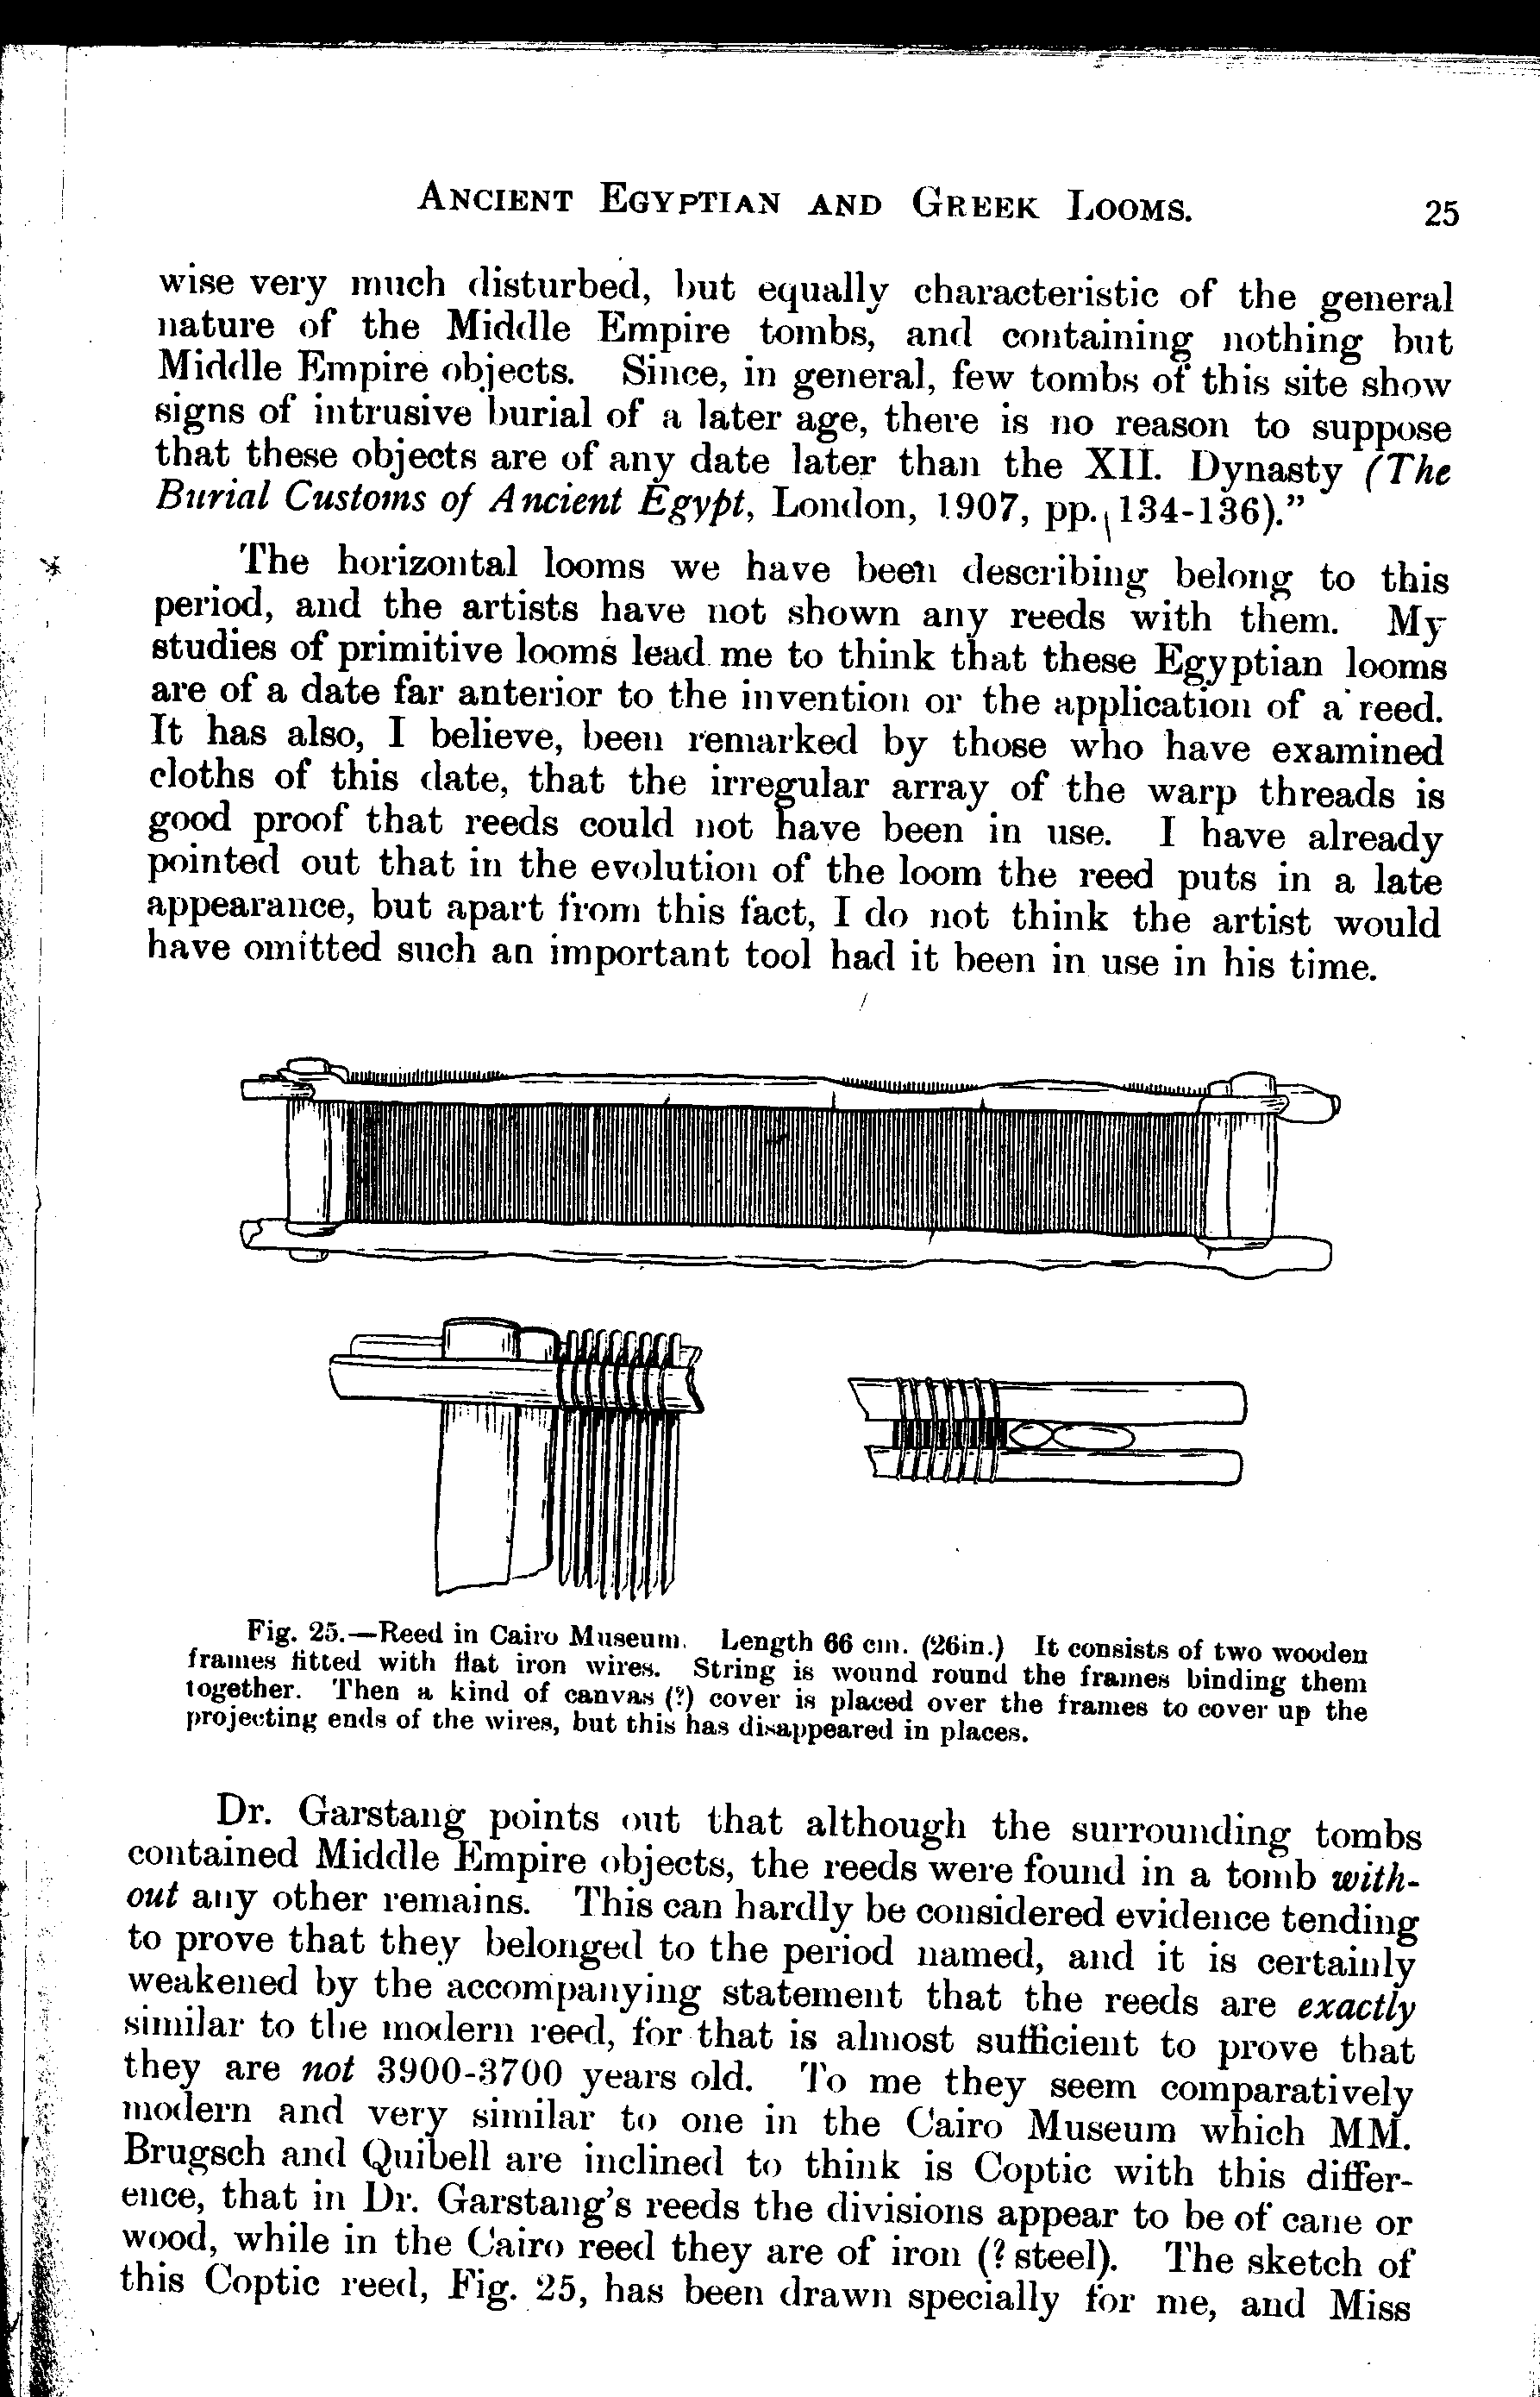 ANCIENT EGYPTIAN AND GREEK LOOMS. 25
wise very much disturbed, but equally characteristic of the general
nature of the Middle Empire tombs, and containing nothing but
Middle Empire objects. Since, in general, few tombs of this site show
signs of intrusive burial of a later age, there is no reason to suppose
that these objects are of any date later than the XII. Dynasty (The
Burial Customs of Ancient Egypt, London, 1907, pp. 134-136)."
The horizontal looms we have been describing belong to this
period, and the artists have not shown any reeds with them. My
studies of primitive looms lead me to think that these Egyptian looms
are of a date far anterior to the invention or the application of a reed.
It has also, I believe, been remarked by those who have examined
cloths of this date, that the irregular array of the warp threads is
good proof that reeds could not have been in use. I have already
pointed out that in the evolution of the loom the reed puts in a late
appearance, but apart from this fact, I do not think the artist would
have omitted such an important tool had it been in use in his time.
Fig. 25.—Reed in Cairo Museum. Length 66 cm. (26in.) It consists of two wooden
frames fitted with flat iron wires. String is wound round the frames binding them
together. Then a kind of canvas (?) cover is placed over the frames to cover up the
projecting ends of the wires, but this has disappeared in places.
Dr. Garstang points out that although the surrounding tombs
contained Middle Empire objects, the reeds were found in a tomb with-
out any other remains. This can hardly be considered evidence tending
to prove that they belonged to the period named, and it is certainly
weakened by the accompanying statement that the reeds are exactly
similar to the modern reed, for that is almost sufficient to prove that
they are not 3900-3700 years old. To me they seem comparatively
modern and very similar to one in the Cairo Museum which MM.
Brugsch and Quibell are inclined to think is Coptic with this differ-
ence, that in Dr. Garstang's reeds the divisions appear to be of cane or
wood, while in the Cairo reed they are of iron (? steel). The sketch of
this Coptic reed, Fig. 25, has been drawn specially for me, and Miss